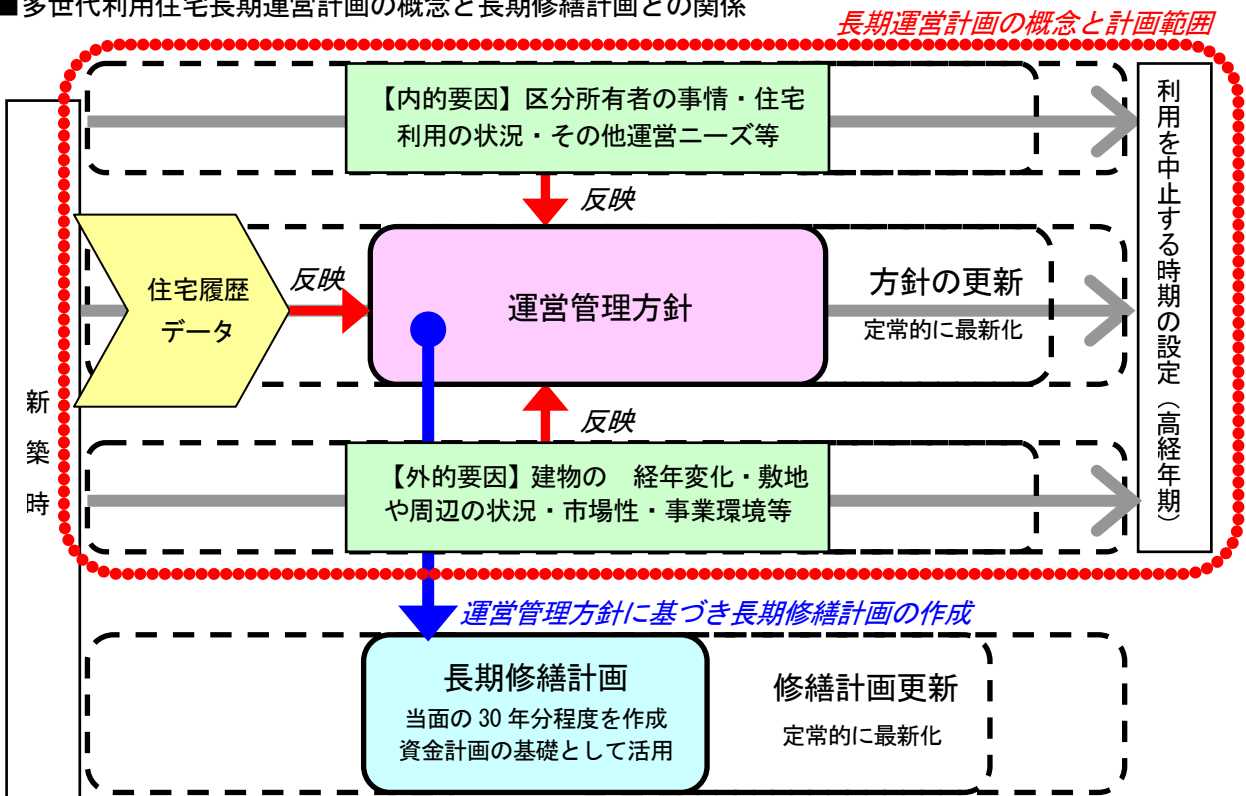 ■多世代利用住宅長期運営計画の概念と長期修繕計画との関係
長期運営計画の概念と計画範囲
【内的要因】区分所有者の事情・住宅
利用の状況・その他運営ニーズ等
反映
住宅履歴
データ
反映
運営管理方針
方針の更新
定常的に最新化
利用を中止する時期の設定（高経年期）
新築時
反映
【外的要因】建物の　経年変化・敷地
や周辺の状況・市場性・事業環境等
運営管理方針に基づき長期修繕計画の作成
長期修繕計画
当面の 30 年分程度を作成
資金計画の基礎として活用
修繕計画更新
定常的に最新化